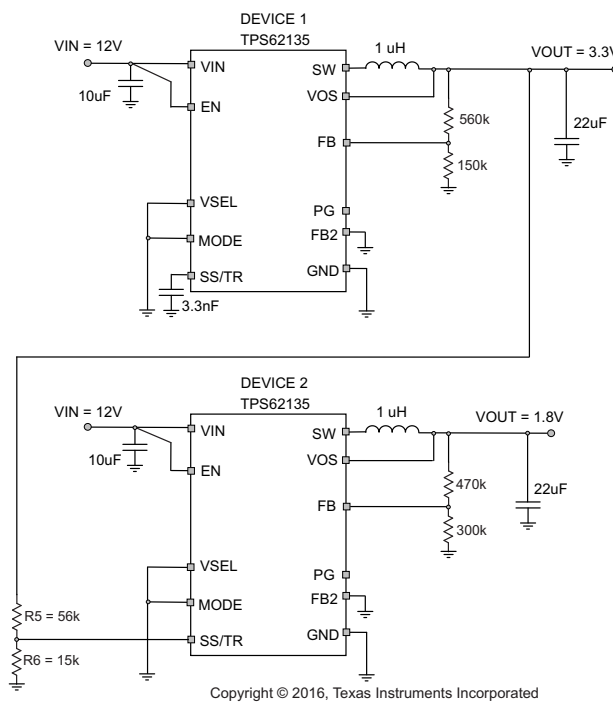 DEVICE 1
TPS62135
VIN = 12V
10uF
VIN
EN
VSEL
MODE
SS/TR
3.3nF
SW
VOS
FB
PG
FB2
GND
1 uH
VOUT = 3.3V
560k
150k
22uF
DEVICE 2
TPS62135
VIN = 12V
10uF
VIN
EN
VSEL
MODE
SS/TR
SW
VOS
FB
PG
FB2
GND
1 uH
VOUT = 1.8V
470k
300k
22uF
R5 = 56k
R6 = 15k
Copyright © 2016, Texas Instruments Incorporated